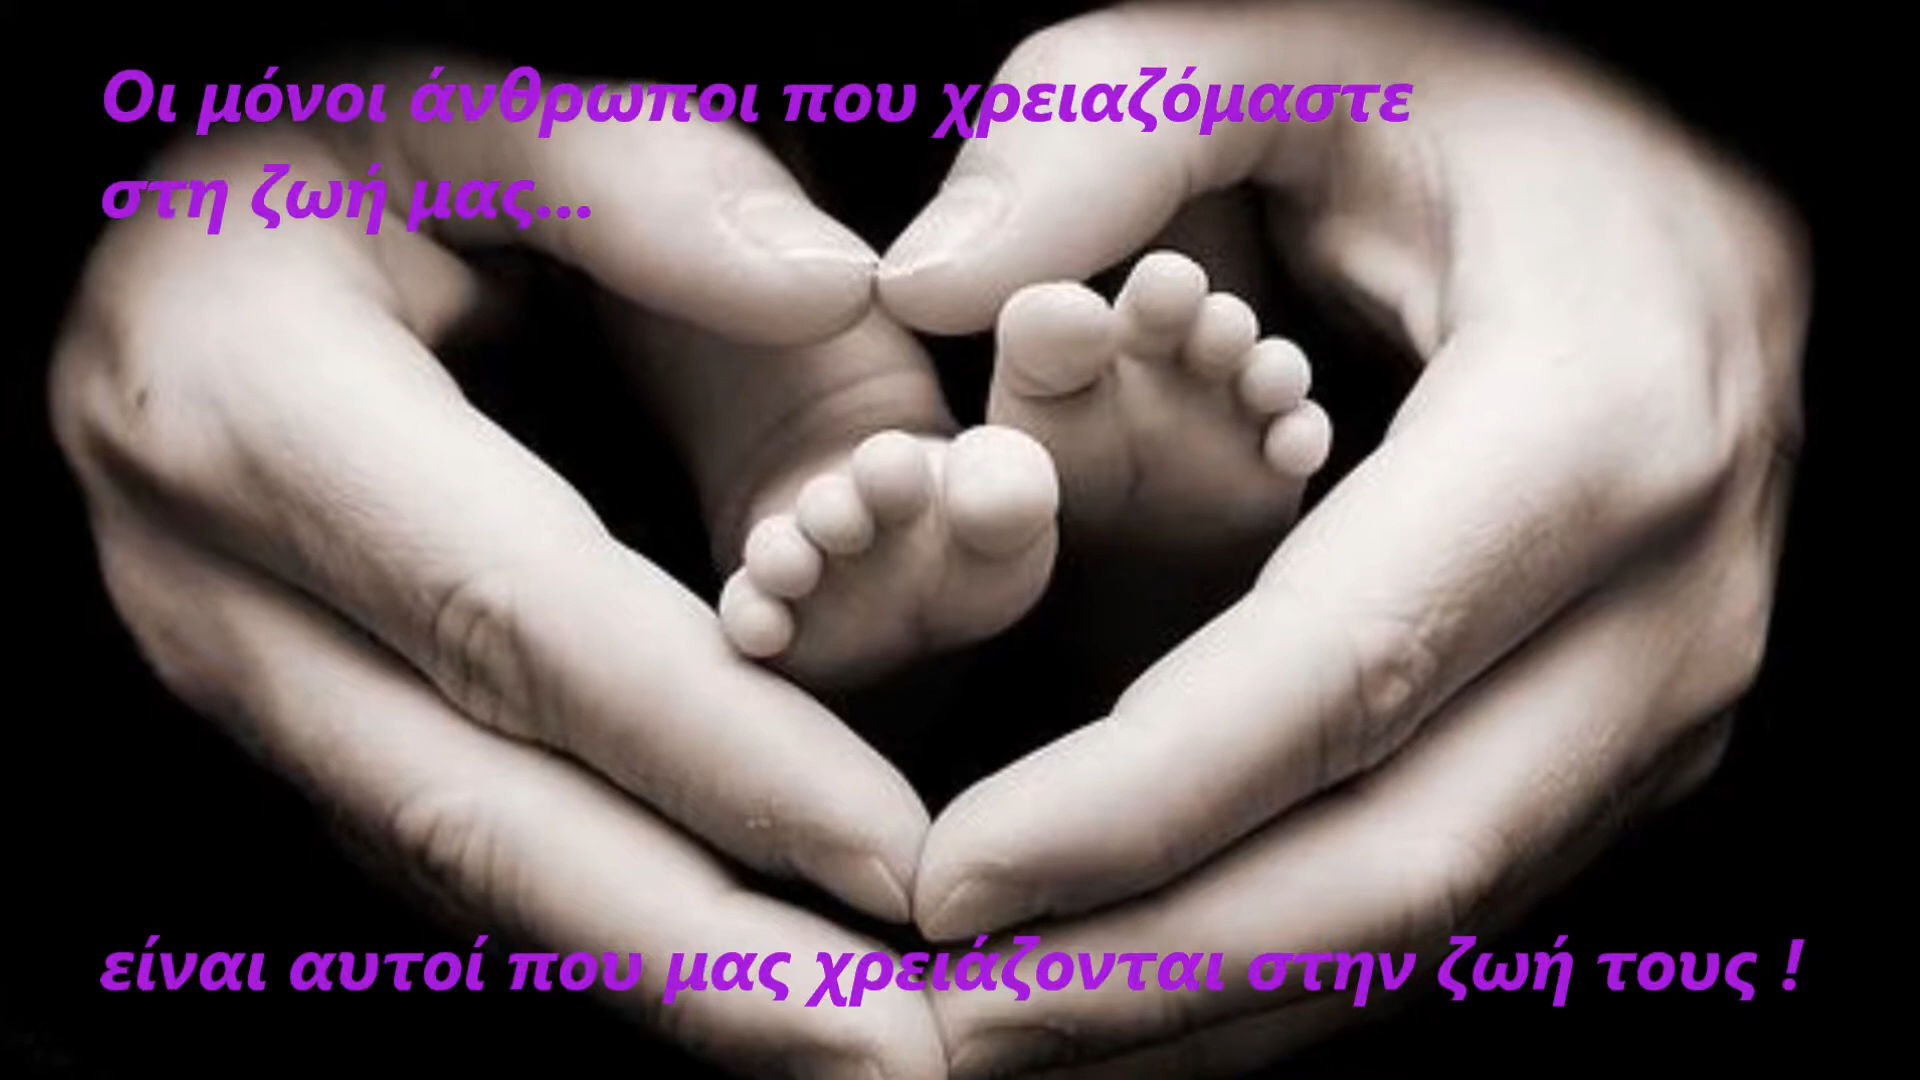 Οι μόνοι άνθρωποι που χρειαζόμαστε
στη ζωή μας...
είναι αυτοί που μας χρειάζονται στην ζωή τους !